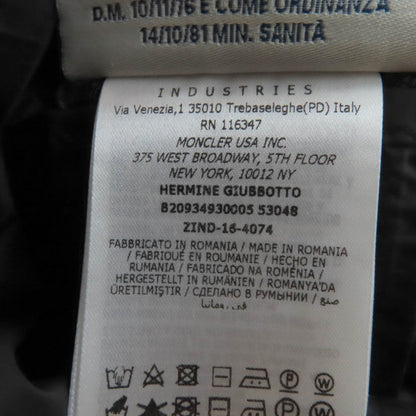 D.M. 10/11/76 E COME ORDINANZA
14/10/81 MIN. SANITÀ
INDUSTRIES
Via Venezia,1 35010 Trebaseleghe(PD) Italy
RN 116347
MONCLER USA INC.
375 WEST BROADWAY, 5TH FLOOR
NEW YORK, 10012 NY
HERMINE GIUBBOTTO
B20934930005 53048
ZIND-16-4074
FABBRICATO IN ROMANIA / MADE IN ROMANIA
/ FABRIQUÉ EN ROUMANIE / HECHO EN
RUMANIA / FABRICADO NA ROMÉNIA /
HERGESTELLT IN RUMÄNIEN / ROMANYA'DA
ÜRETILMIŞTIR / СДЕЛАНО В РУМЫНИИ / صنع
في رومانيا
P W